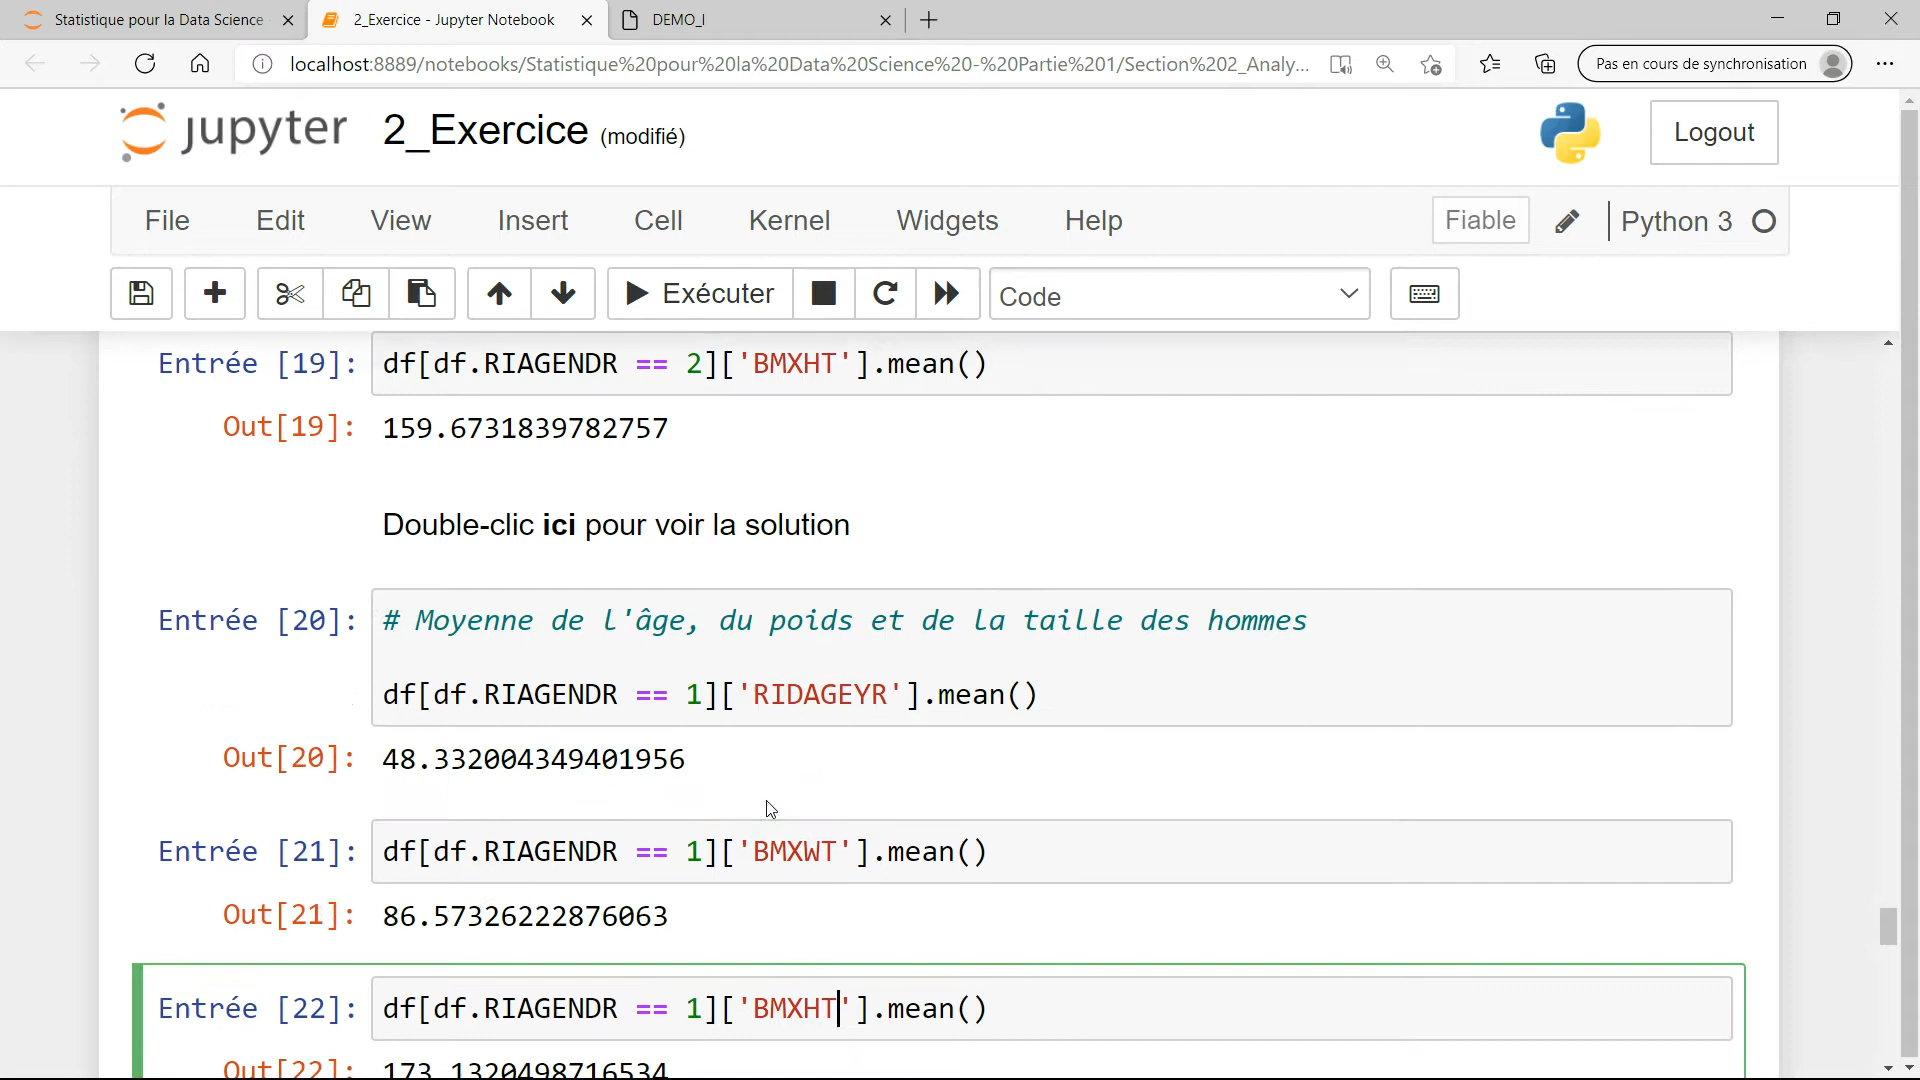 Statistique pour la Data Science
2_Exercice - Jupyter Notebook
DEMO_I
localhost:8889/notebooks/Statistique%20pour%20la%20Data%20Science%20-%20Partie%201/Section%202_Analy...
Pas en cours de synchronisation
jupyter 2_Exercice (modifié)
Logout
File Edit View Insert Cell Kernel Widgets Help
Fiable
Python 3
Exécuter
Code
Entrée [19]: df[df.RIAGENDR == 2]['BMXHT'].mean()
Out[19]: 159.6731839782757
Double-clic ici pour voir la solution
Entrée [20]: # Moyenne de l'âge, du poids et de la taille des hommes
df[df.RIAGENDR == 1]['RIDAGEYR'].mean()
Out[20]: 48.332004349401956
Entrée [21]: df[df.RIAGENDR == 1]['BMXWT'].mean()
Out[21]: 86.57326222876063
Entrée [22]: df[df.RIAGENDR == 1]['BMXHT'].mean()
Out[22]: 173.1320498716534